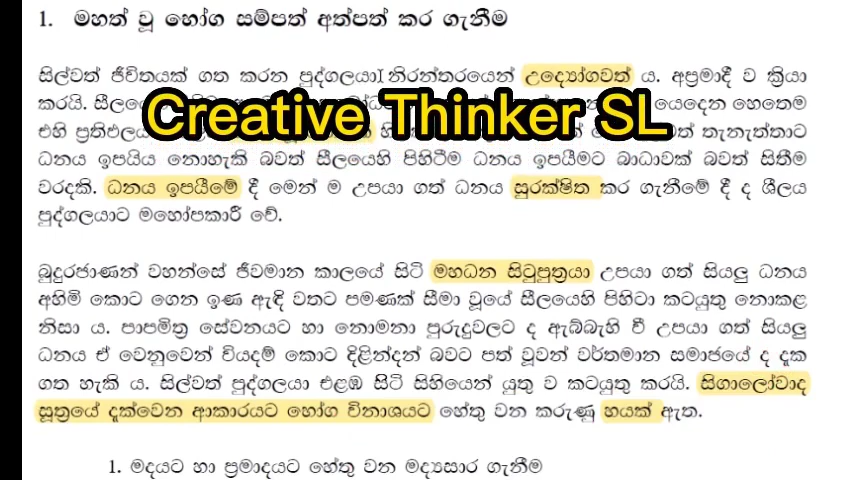 1. මහත් වූ භෝග සම්පත් අත්පත් කර ගැනීම
සිල්වත් ජීවිතයක් ගත කරන පුද්ගලයා නිරන්තරයෙන් උද්‍යෝගවත් ය. අප්‍රමාදී ව ක්‍රියා
කරයි.
යෙදෙන හෙතෙම
Creative Thinker SL
එහි ප්‍රතිඵල
තැනැත්තාට
ධනය ඉපයිය නොහැකි බවත් සීලයෙහි පිහිටීම ධනය ඉපයීමට බාධාවක් බවත් සිතීම
වරදකි. ධනය ඉපයීමේ දී මෙන් ම උපයා ගත් ධනය සුරක්ෂිත කර ගැනීමේ දී ද ශීලය
පුද්ගලයාට මහෝපකාරී වේ.
බුදුරජාණන් වහන්සේ ජීවමාන කාලයේ සිටි මහධන සිටුපුත්‍රයා උපයා ගත් සියලු ධනය
අහිමි කොට ගෙන ඉණ ඇඳි වතට පමණක් සීමා වූයේ සීලයෙහි පිහිටා කටයුතු නොකළ
නිසා ය. පාපමිත්‍ර සේවනයට හා නොමනා පුරුදුවලට ද ඇබ්බැහි වී උපයා ගත් සියලු
ධනය ඒ වෙනුවෙන් වියදම් කොට දිළින්දන් බවට පත් වූවන් වර්තමාන සමාජයේ ද දැක
ගත හැකි ය. සිල්වත් පුද්ගලයා එළඹ සිටි සිහියෙන් යුතු ව කටයුතු කරයි. සිගාලෝවාද
සූත්‍රයේ දැක්වෙන ආකාරයට භෝග විනාශයට හේතු වන කරුණු හයක් ඇත.
1. මදයට හා ප්‍රමාදයට හේතු වන මද්‍යසාර ගැනීම